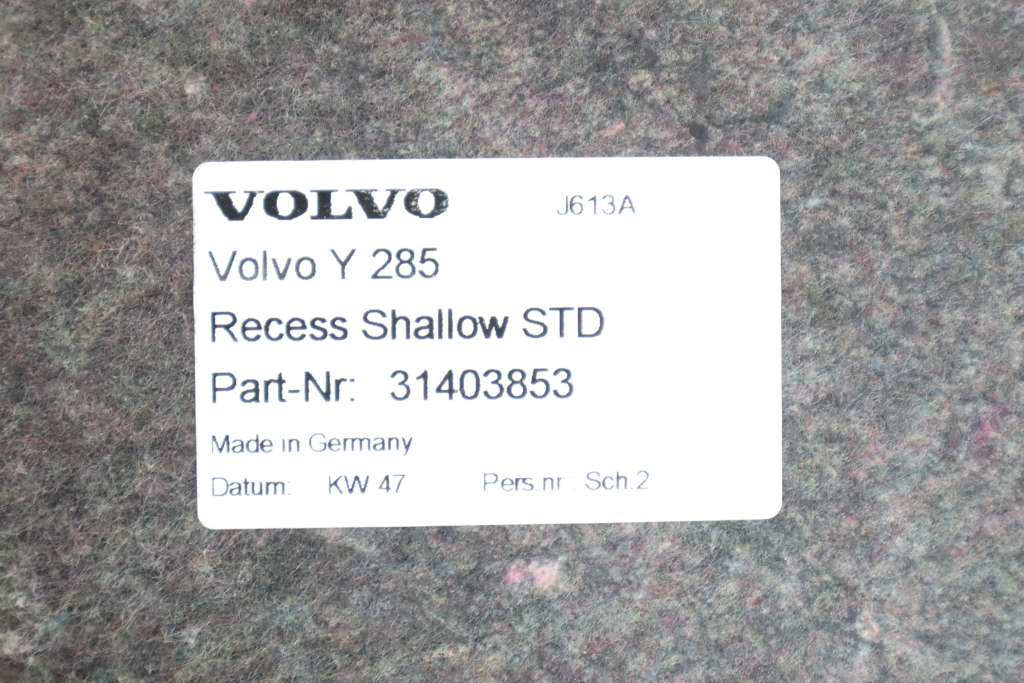 VOLVO J613A
Volvo Y 285
Recess Shallow STD
Part-Nr: 31403853
Made in Germany
Datum: KW 47 Pers.nr.: Sch.2